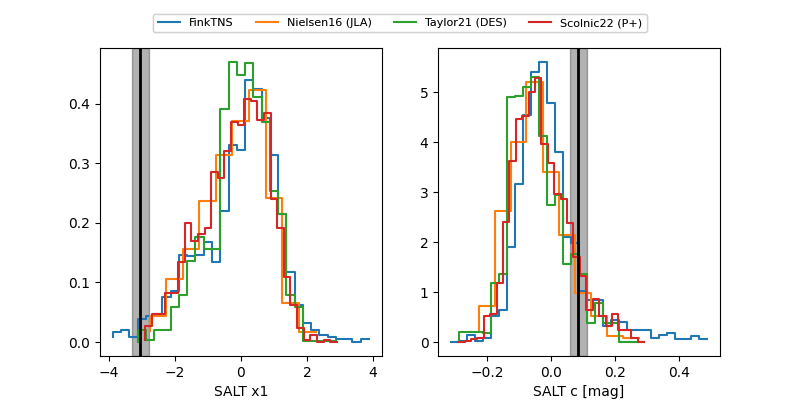 FinkTNS Nielsen16 (JLA) Taylor21 (DES) Scolnic22 (P+)
0.4
0.3
0.2
0.1
0.0
−4 −2 0 2 4
SALT x1
5
4
3
2
1
0
−0.2 0.0 0.2 0.4
SALT c [mag]